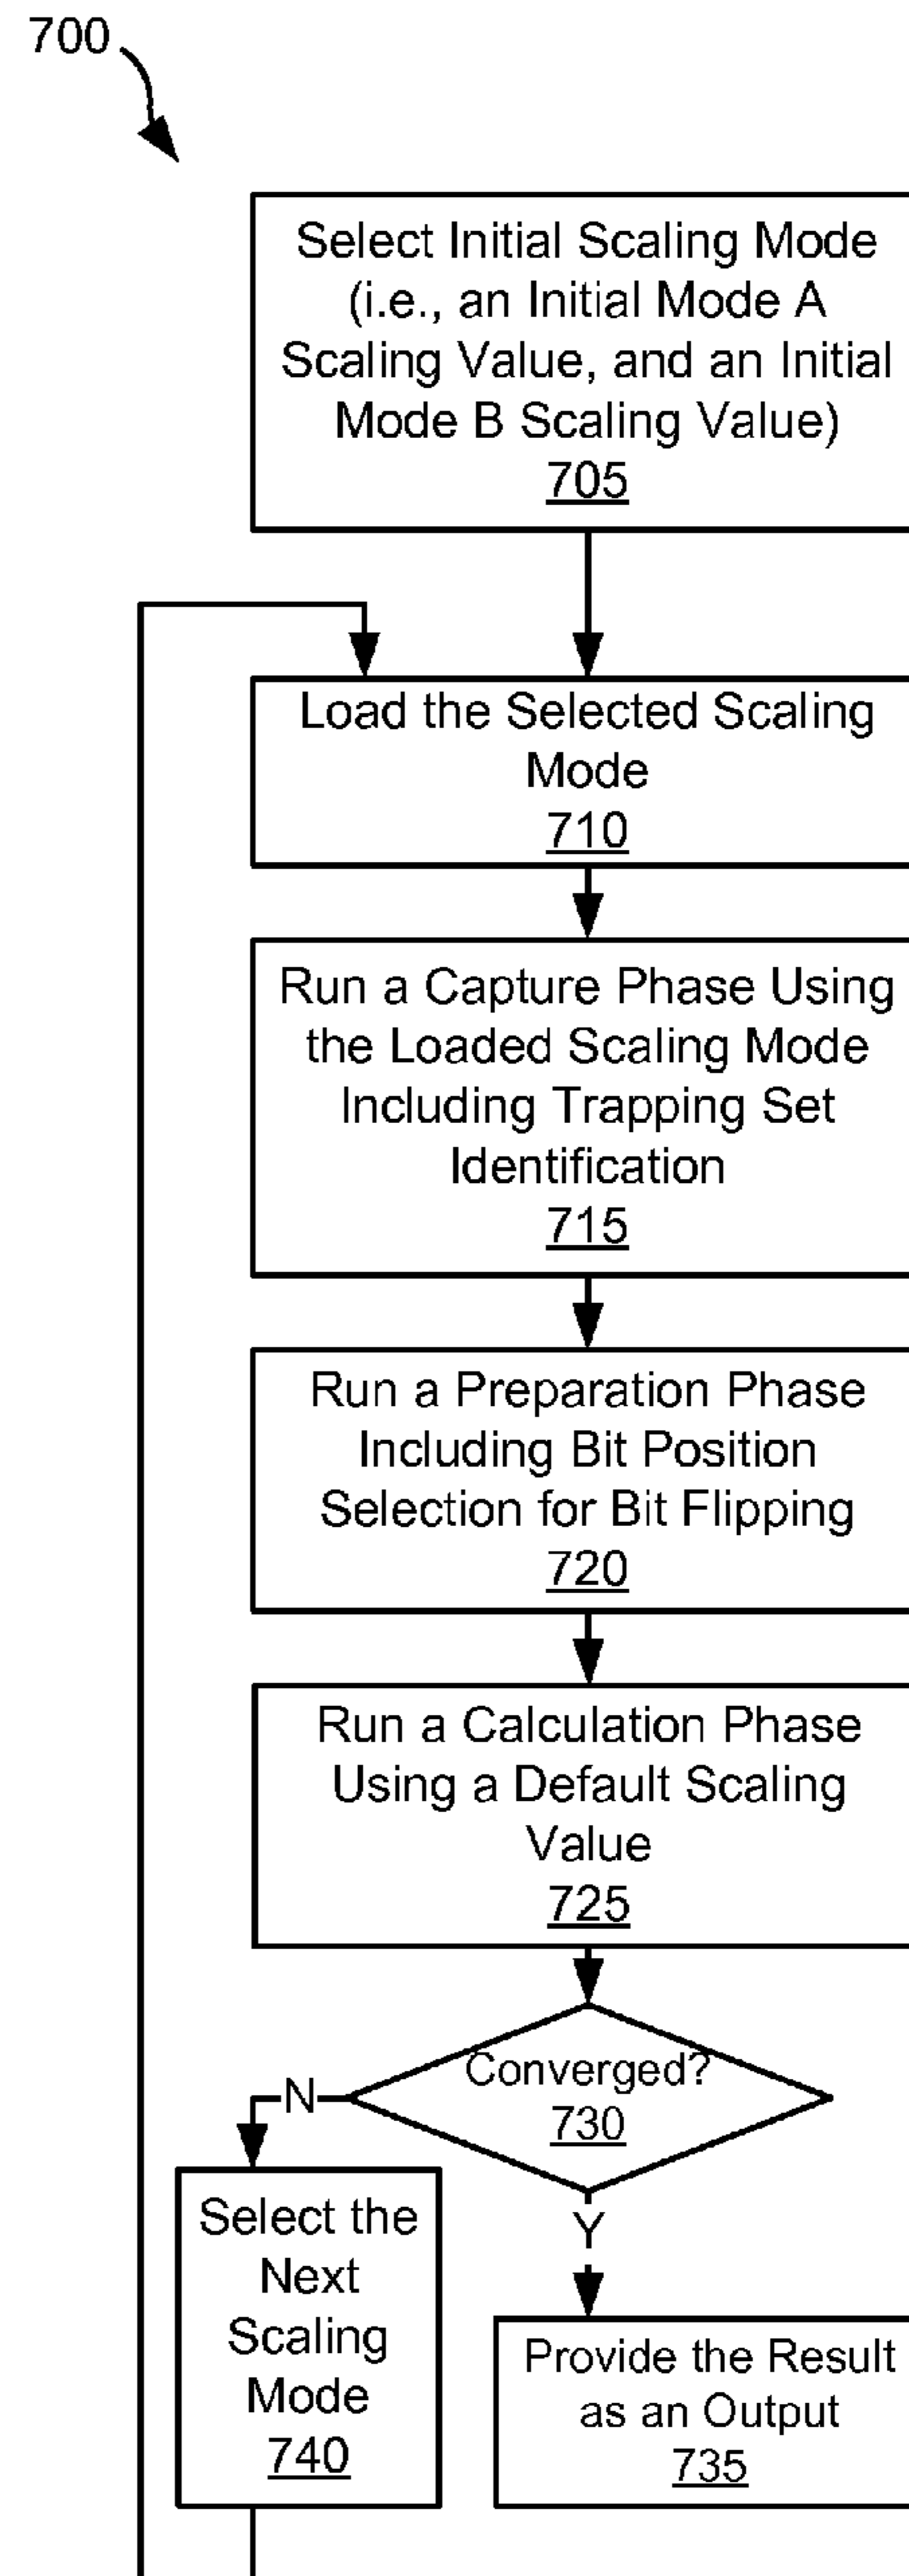 700
Select Initial Scaling Mode
(i.e., an Initial Mode A
Scaling Value, and an Initial
Mode B Scaling Value)
705
Load the Selected Scaling
Mode
710
Run a Capture Phase Using
the Loaded Scaling Mode
Including Trapping Set
Identification
715
Run a Preparation Phase
Including Bit Position
Selection for Bit Flipping
720
Run a Calculation Phase
Using a Default Scaling
Value
725
Converged?
730
N
Y
Select the
Next
Scaling
Mode
740
Provide the Result
as an Output
735